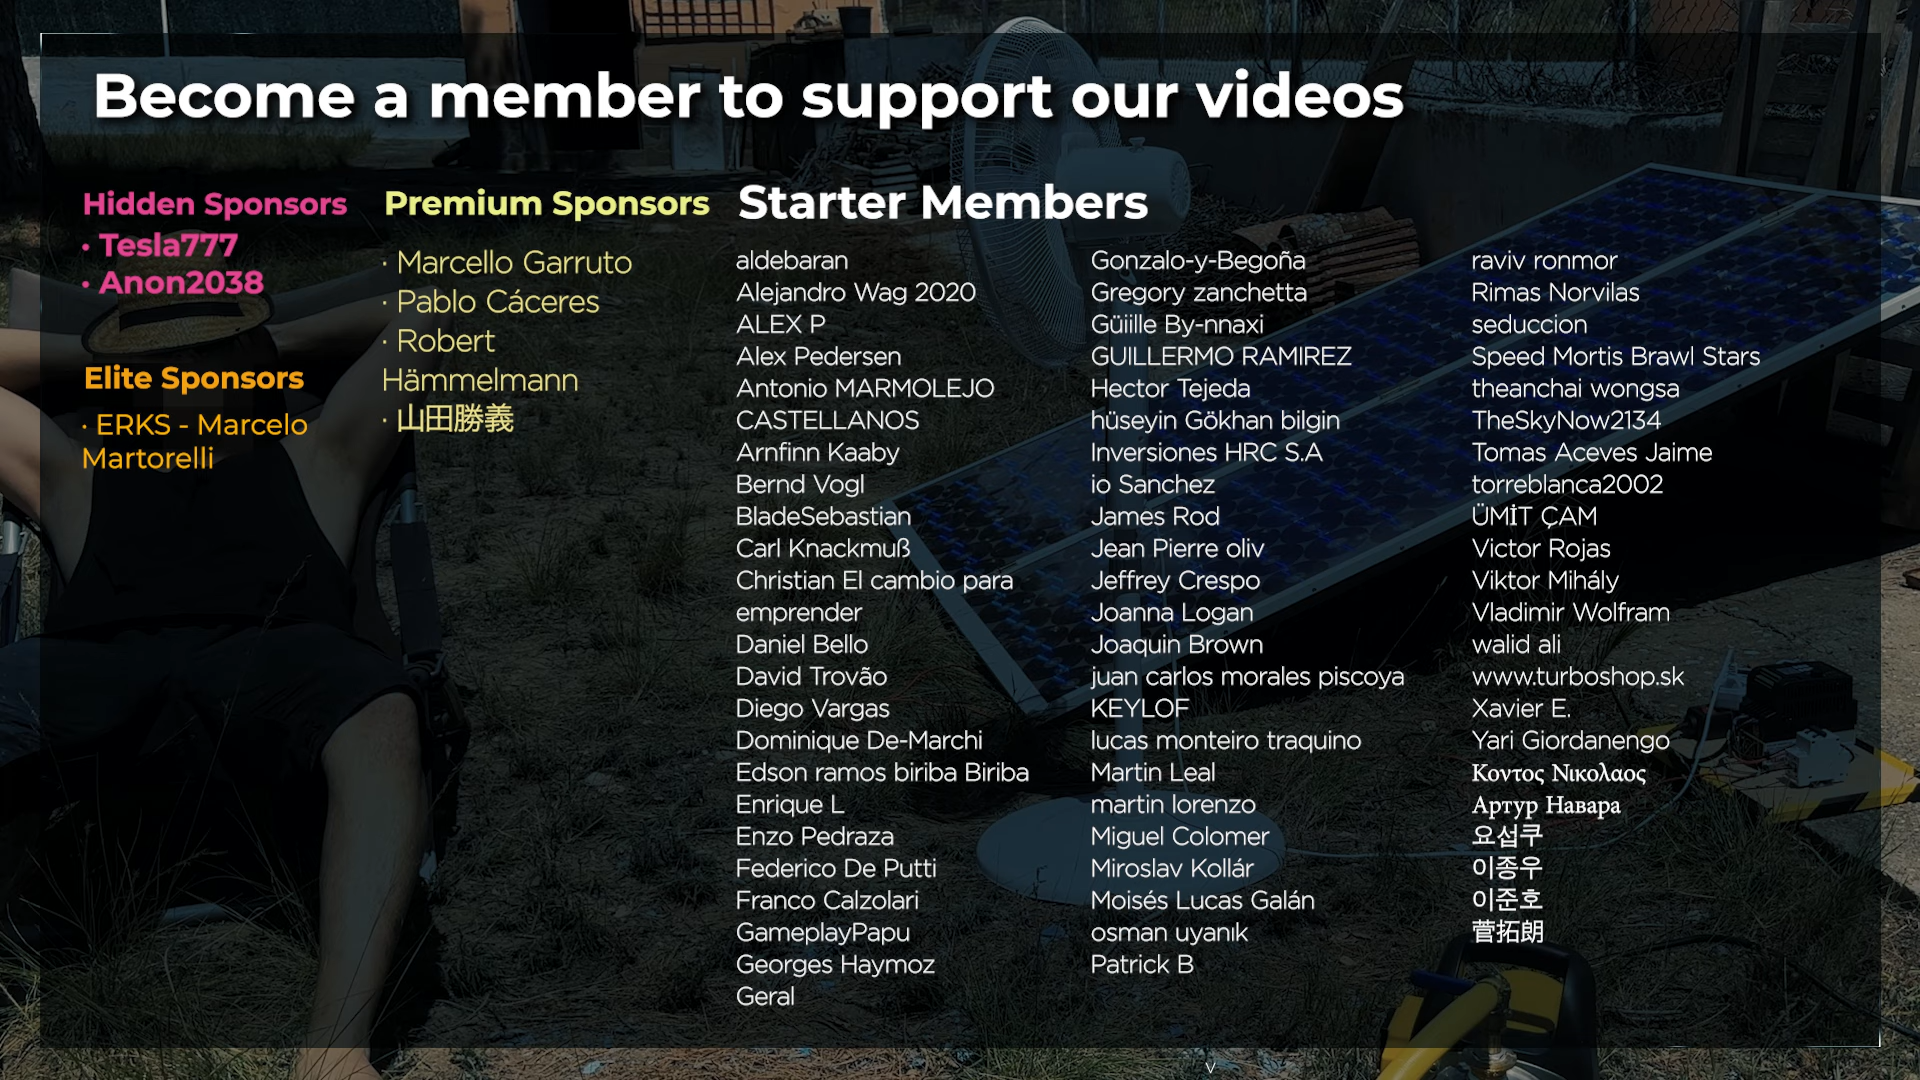 Become a member to support our videos
Hidden Sponsors
· Tesla777
· Anon2038
Elite Sponsors
· ERKS - Marcelo
Martorelli
Premium Sponsors
· Marcello Garruto
· Pablo Cáceres
· Robert
Hämmelmann
· 山田勝義
Starter Members
aldebaran
Alejandro Wag 2020
ALEX P
Alex Pedersen
Antonio MARMOLEJO
CASTELLANOS
Arnfinn Kaaby
Bernd Vogl
BladeSebastian
Carl Knackmuß
Christian El cambio para
emprender
Daniel Bello
David Trovão
Diego Vargas
Dominique De-Marchi
Edson ramos biriba Biriba
Enrique L
Enzo Pedraza
Federico De Putti
Franco Calzolari
GameplayPapu
Georges Haymoz
Geral
Gonzalo-y-Begoña
Gregory zanchetta
Güiille By-nnaxi
GUILLERMO RAMIREZ
Hector Tejeda
hüseyin Gökhan bilgin
Inversiones HRC S.A
io Sanchez
James Rod
Jean Pierre oliv
Jeffrey Crespo
Joanna Logan
Joaquin Brown
juan carlos morales piscoya
KEYLOF
lucas monteiro traquino
Martin Leal
martin lorenzo
Miguel Colomer
Miroslav Kollár
Moisés Lucas Galán
osman uyanık
Patrick B
raviv ronmor
Rimas Norvilas
seduccion
Speed Mortis Brawl Stars
theanchai wongsa
TheSkyNow2134
Tomas Aceves Jaime
torreblanca2002
ÜMİT ÇAM
Victor Rojas
Viktor Mihály
Vladimir Wolfram
walid ali
www.turboshop.sk
Xavier E.
Yari Giordanengo
Κοντος Νικολαος
Артур Навара
요섭쿠
이종우
이준호
菅拓朗
v